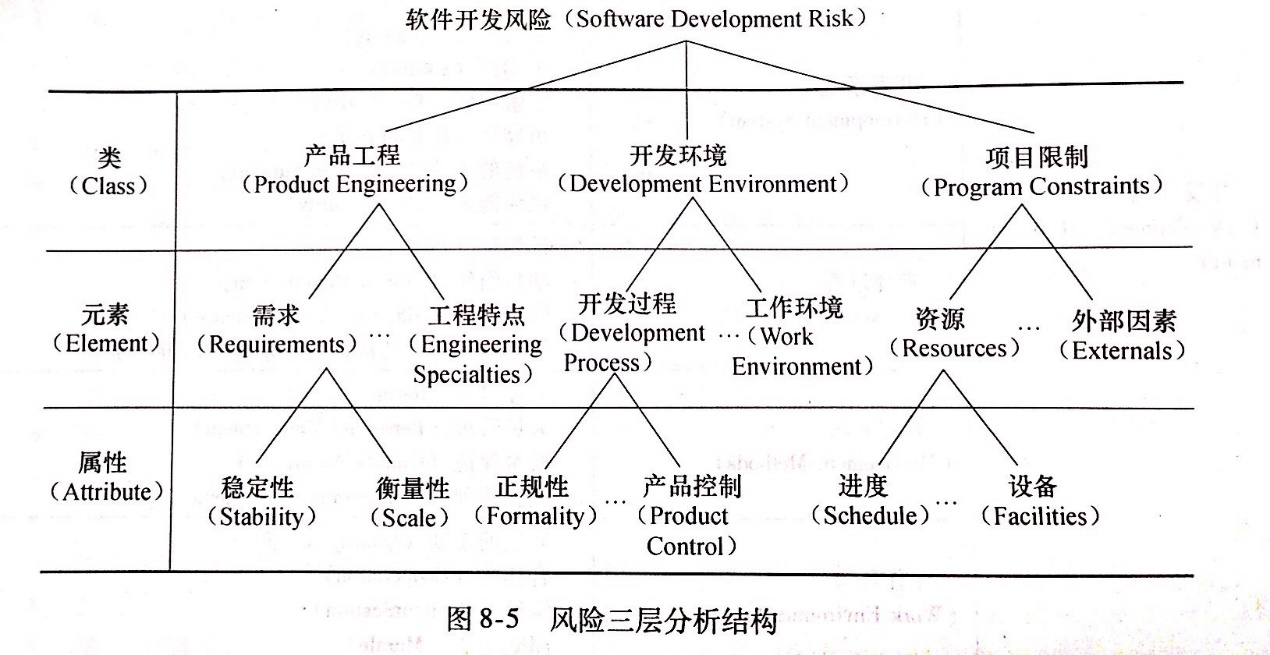 软件开发风险（Software Development Risk）
类
（Class）
产品工程
（Product Engineering）
开发环境
（Development Environment）
项目限制
（Program Constraints）
元素
（Element）
需求
（Requirements）
…
工程特点
（Engineering
Specialties）
开发过程
（Development
Process）
…
工作环境
（Work
Environment）
资源
（Resources）
…
外部因素
（Externals）
属性
（Attribute）
稳定性
（Stability）
衡量性
（Scale）
正规性
（Formality）
…
产品控制
（Product
Control）
进度
（Schedule）
…
设备
（Facilities）
图8-5 风险三层分析结构